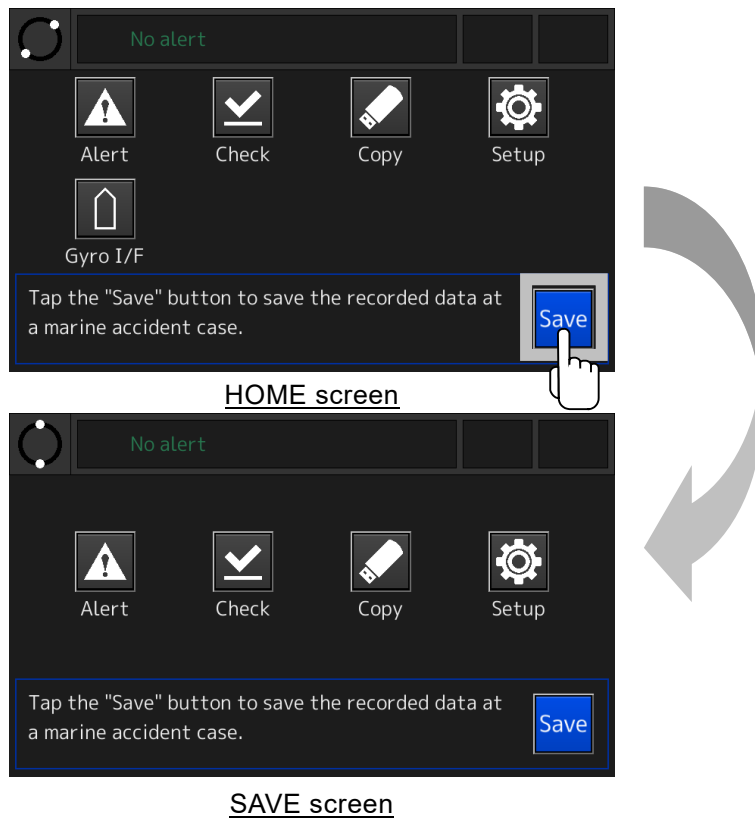 No alert
Alert Check Copy Setup
Gyro I/F
Tap the "Save" button to save the recorded data at
a marine accident case.
Save
HOME screen
No alert
Alert Check Copy Setup
Tap the "Save" button to save the recorded data at
a marine accident case.
Save
SAVE screen